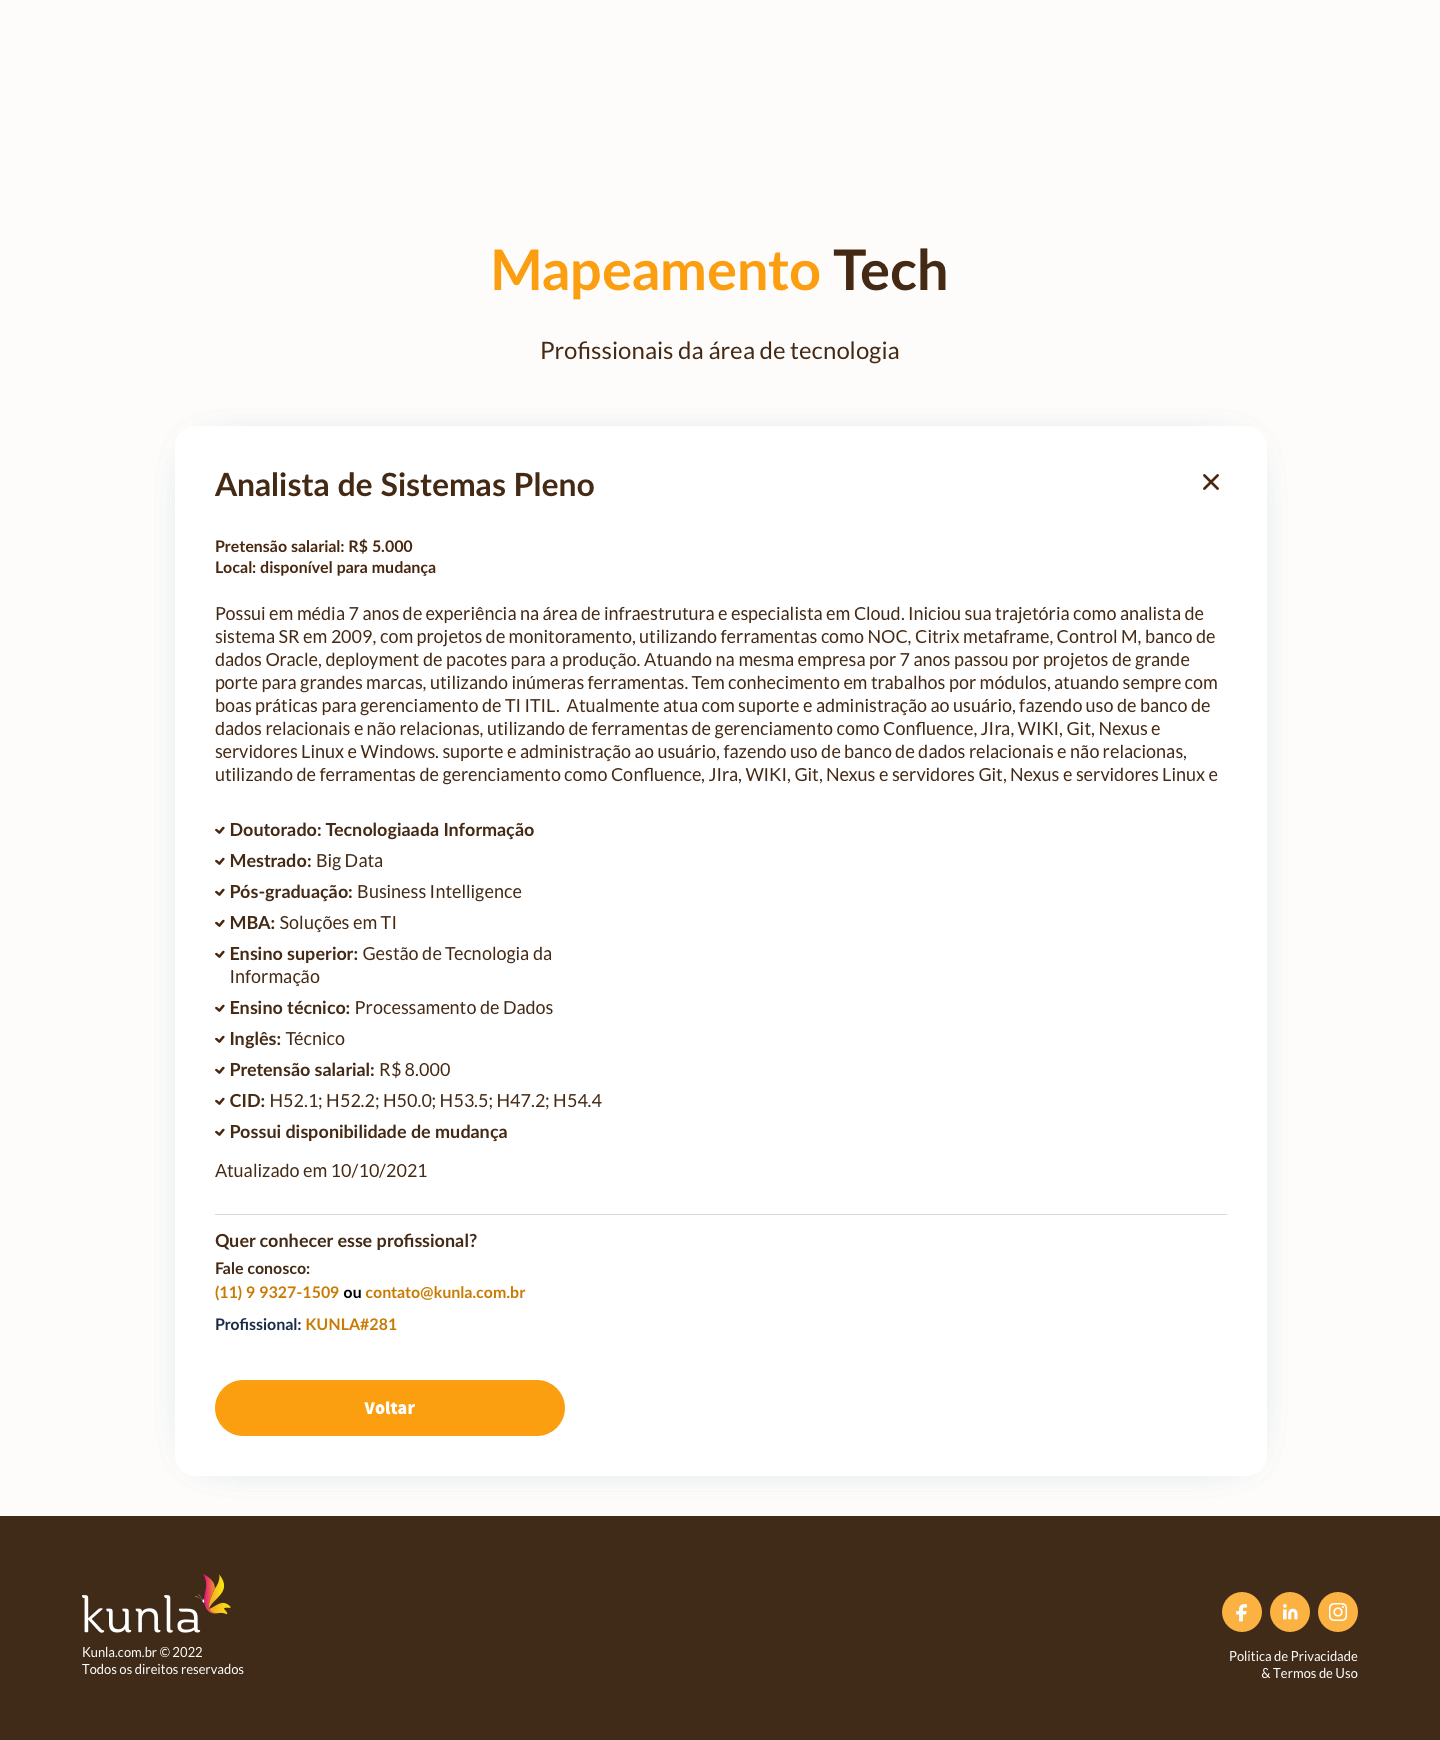 Mapeamento Tech
Profissionais da área de tecnologia
Analista de Sistemas Pleno
Pretensão salarial: R$ 5.000
Local: disponível para mudança
Possui em média 7 anos de experiência na área de infraestrutura e especialista em Cloud. Iniciou sua trajetória como analista de
sistema SR em 2009, com projetos de monitoramento, utilizando ferramentas como NOC, Citrix metaframe, Control M, banco de
dados Oracle, deployment de pacotes para a produção. Atuando na mesma empresa por 7 anos passou por projetos de grande
porte para grandes marcas, utilizando inúmeras ferramentas. Tem conhecimento em trabalhos por módulos, atuando sempre com
boas práticas para gerenciamento de TI ITIL.  Atualmente atua com suporte e administração ao usuário, fazendo uso de banco de
dados relacionais e não relacionas, utilizando de ferramentas de gerenciamento como Confluence, JIra, WIKI, Git, Nexus e
servidores Linux e Windows. suporte e administração ao usuário, fazendo uso de banco de dados relacionais e não relacionas,
utilizando de ferramentas de gerenciamento como Confluence, JIra, WIKI, Git, Nexus e servidores Git, Nexus e servidores Linux e
Doutorado: Tecnologiaada Informação
Mestrado: Big Data
Pós-graduação: Business Intelligence
MBA: Soluções em TI
Ensino superior: Gestão de Tecnologia da
Informação
Ensino técnico: Processamento de Dados
Inglês: Técnico
Pretensão salarial: R$ 8.000
CID: H52.1; H52.2; H50.0; H53.5; H47.2; H54.4
Possui disponibilidade de mudança
Atualizado em 10/10/2021
Quer conhecer esse profissional?
Fale conosco:
(11) 9 9327-1509 ou contato@kunla.com.br
Profissional: KUNLA#281
Voltar
kunla
Kunla.com.br © 2022
Todos os direitos reservados
Politica de Privacidade
& Termos de Uso